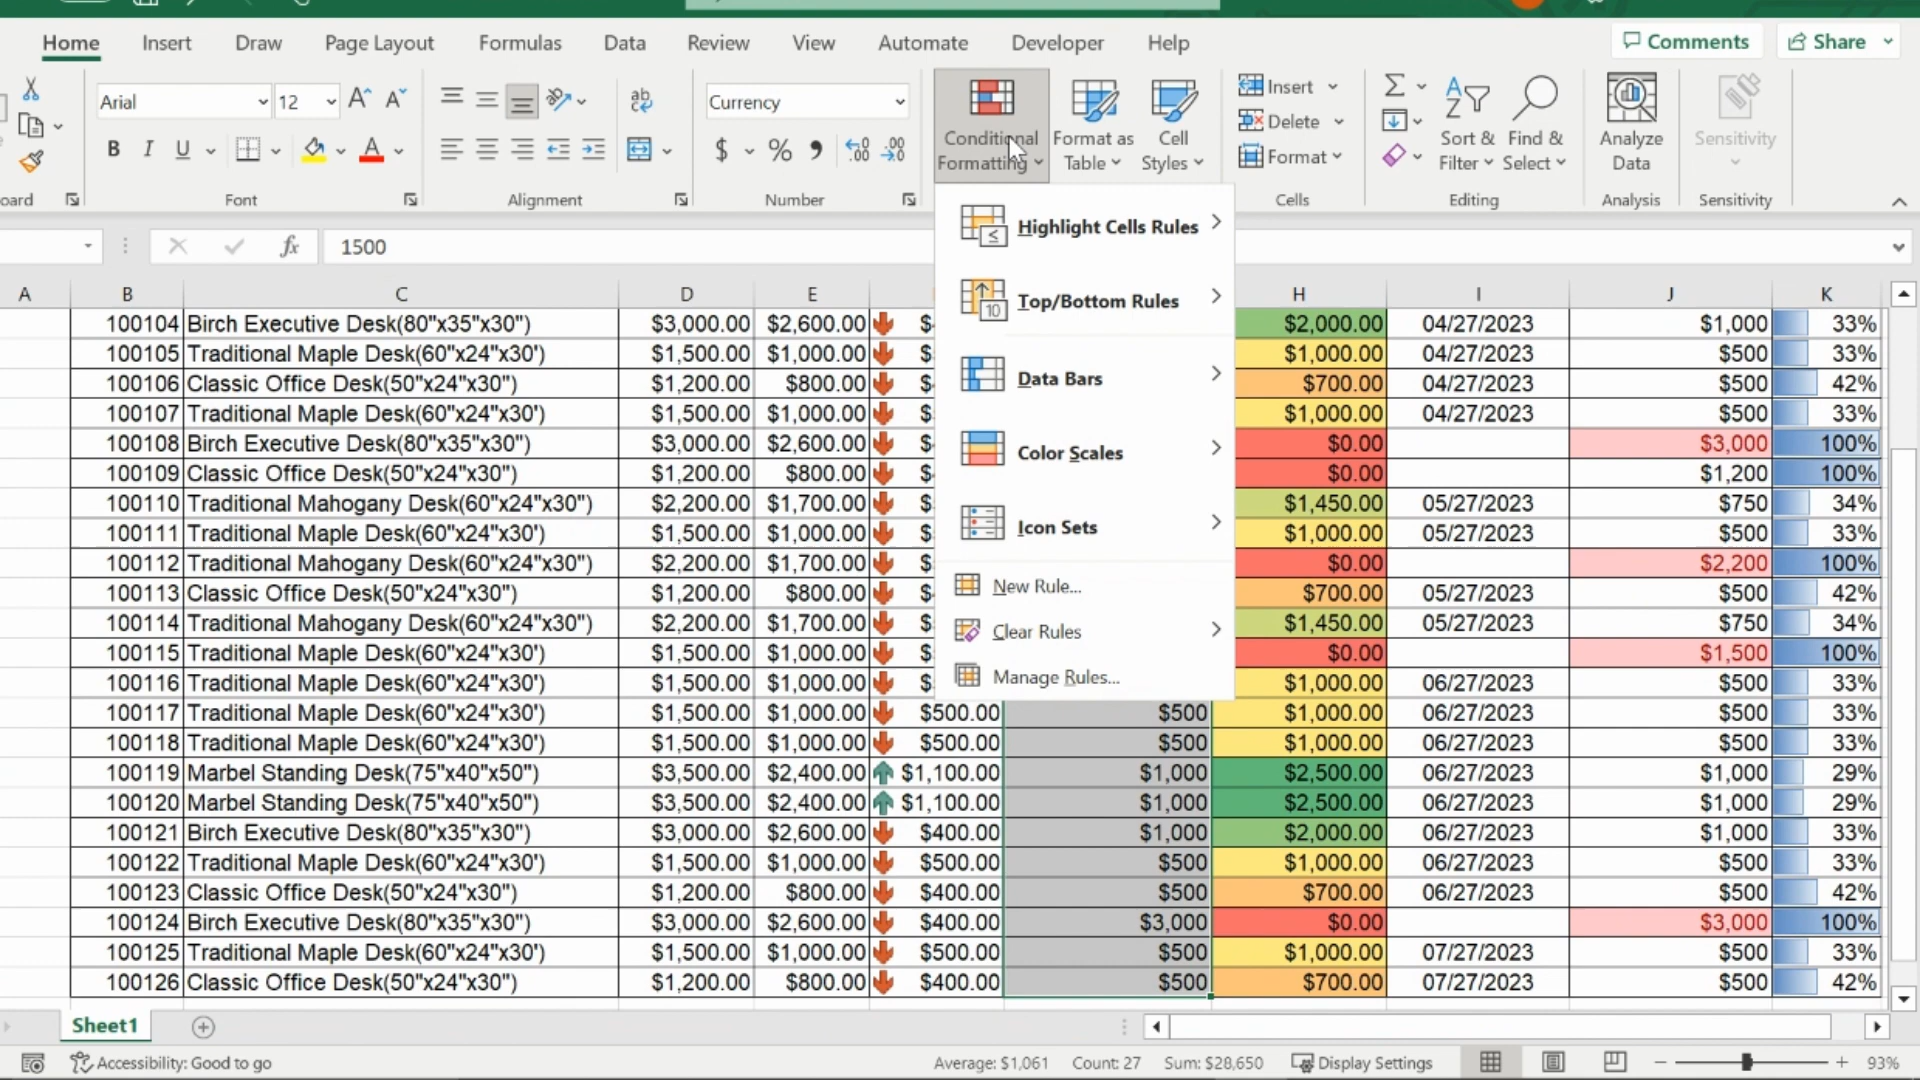 Home Insert Draw Page Layout Formulas Data Review View Automate Developer Help Comments Share
Arial 12 ab Currency Conditional Formatting Format as Table Cell Styles Insert Delete Format Sort & Filter Find & Select Analyze Data Sensitivity
B I U A $ % 9
oard Font Alignment Number Cells Editing Analysis Sensitivity
fx 1500
Highlight Cells Rules
Top/Bottom Rules
Data Bars
Color Scales
Icon Sets
New Rule...
Clear Rules
Manage Rules...
A B C D E H I J K
100104 Birch Executive Desk(80"x35"x30") $3,000.00 $2,600.00 $ $2,000.00 04/27/2023 $1,000 33%
100105 Traditional Maple Desk(60"x24"x30') $1,500.00 $1,000.00 $ $1,000.00 04/27/2023 $500 33%
100106 Classic Office Desk(50"x24"x30") $1,200.00 $800.00 $ $700.00 04/27/2023 $500 42%
100107 Traditional Maple Desk(60"x24"x30') $1,500.00 $1,000.00 $ $1,000.00 04/27/2023 $500 33%
100108 Birch Executive Desk(80"x35"x30") $3,000.00 $2,600.00 $ $0.00 $3,000 100%
100109 Classic Office Desk(50"x24"x30") $1,200.00 $800.00 $ $0.00 $1,200 100%
100110 Traditional Mahogany Desk(60"x24"x30") $2,200.00 $1,700.00 $ $1,450.00 05/27/2023 $750 34%
100111 Traditional Maple Desk(60"x24"x30') $1,500.00 $1,000.00 $ $1,000.00 05/27/2023 $500 33%
100112 Traditional Mahogany Desk(60"x24"x30") $2,200.00 $1,700.00 $ $0.00 $2,200 100%
100113 Classic Office Desk(50"x24"x30") $1,200.00 $800.00 $ $700.00 05/27/2023 $500 42%
100114 Traditional Mahogany Desk(60"x24"x30") $2,200.00 $1,700.00 $ $1,450.00 05/27/2023 $750 34%
100115 Traditional Maple Desk(60"x24"x30') $1,500.00 $1,000.00 $ $0.00 $1,500 100%
100116 Traditional Maple Desk(60"x24"x30') $1,500.00 $1,000.00 $ $1,000.00 06/27/2023 $500 33%
100117 Traditional Maple Desk(60"x24"x30') $1,500.00 $1,000.00 $500.00 $500 $1,000.00 06/27/2023 $500 33%
100118 Traditional Maple Desk(60"x24"x30') $1,500.00 $1,000.00 $500.00 $500 $1,000.00 06/27/2023 $500 33%
100119 Marbel Standing Desk(75"x40"x50") $3,500.00 $2,400.00 $1,100.00 $1,000 $2,500.00 06/27/2023 $1,000 29%
100120 Marbel Standing Desk(75"x40"x50") $3,500.00 $2,400.00 $1,100.00 $1,000 $2,500.00 06/27/2023 $1,000 29%
100121 Birch Executive Desk(80"x35"x30") $3,000.00 $2,600.00 $400.00 $1,000 $2,000.00 06/27/2023 $1,000 33%
100122 Traditional Maple Desk(60"x24"x30') $1,500.00 $1,000.00 $500.00 $500 $1,000.00 06/27/2023 $500 33%
100123 Classic Office Desk(50"x24"x30") $1,200.00 $800.00 $400.00 $500 $700.00 06/27/2023 $500 42%
100124 Birch Executive Desk(80"x35"x30") $3,000.00 $2,600.00 $400.00 $3,000 $0.00 $3,000 100%
100125 Traditional Maple Desk(60"x24"x30') $1,500.00 $1,000.00 $500.00 $500 $1,000.00 07/27/2023 $500 33%
100126 Classic Office Desk(50"x24"x30") $1,200.00 $800.00 $400.00 $500 $700.00 07/27/2023 $500 42%
Sheet1
Accessibility: Good to go Average: $1,061 Count: 27 Sum: $28,650 Display Settings 93%